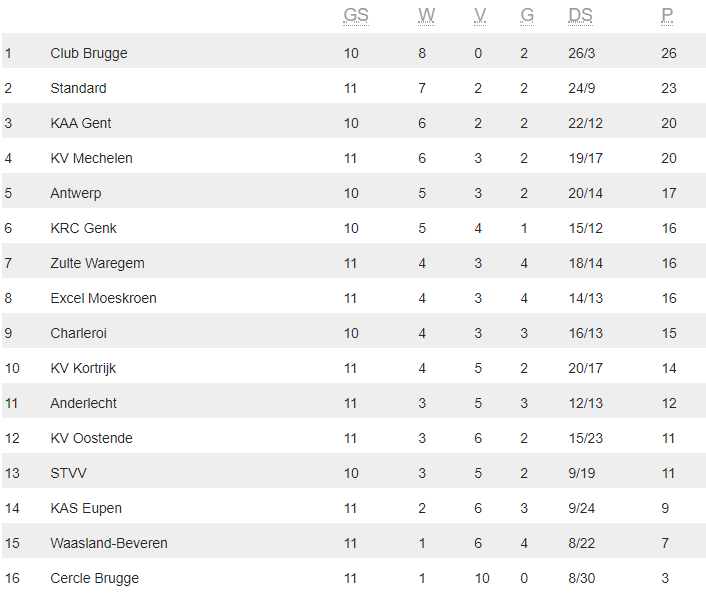 GS W V G DS P
1 Club Brugge 10 8 0 2 26/3 26
2 Standard 11 7 2 2 24/9 23
3 KAA Gent 10 6 2 2 22/12 20
4 KV Mechelen 11 6 3 2 19/17 20
5 Antwerp 10 5 3 2 20/14 17
6 KRC Genk 10 5 4 1 15/12 16
7 Zulte Waregem 11 4 3 4 18/14 16
8 Excel Moeskroen 11 4 3 4 14/13 16
9 Charleroi 10 4 3 3 16/13 15
10 KV Kortrijk 11 4 5 2 20/17 14
11 Anderlecht 11 3 5 3 12/13 12
12 KV Oostende 11 3 6 2 15/23 11
13 STVV 10 3 5 2 9/19 11
14 KAS Eupen 11 2 6 3 9/24 9
15 Waasland-Beveren 11 1 6 4 8/22 7
16 Cercle Brugge 11 1 10 0 8/30 3